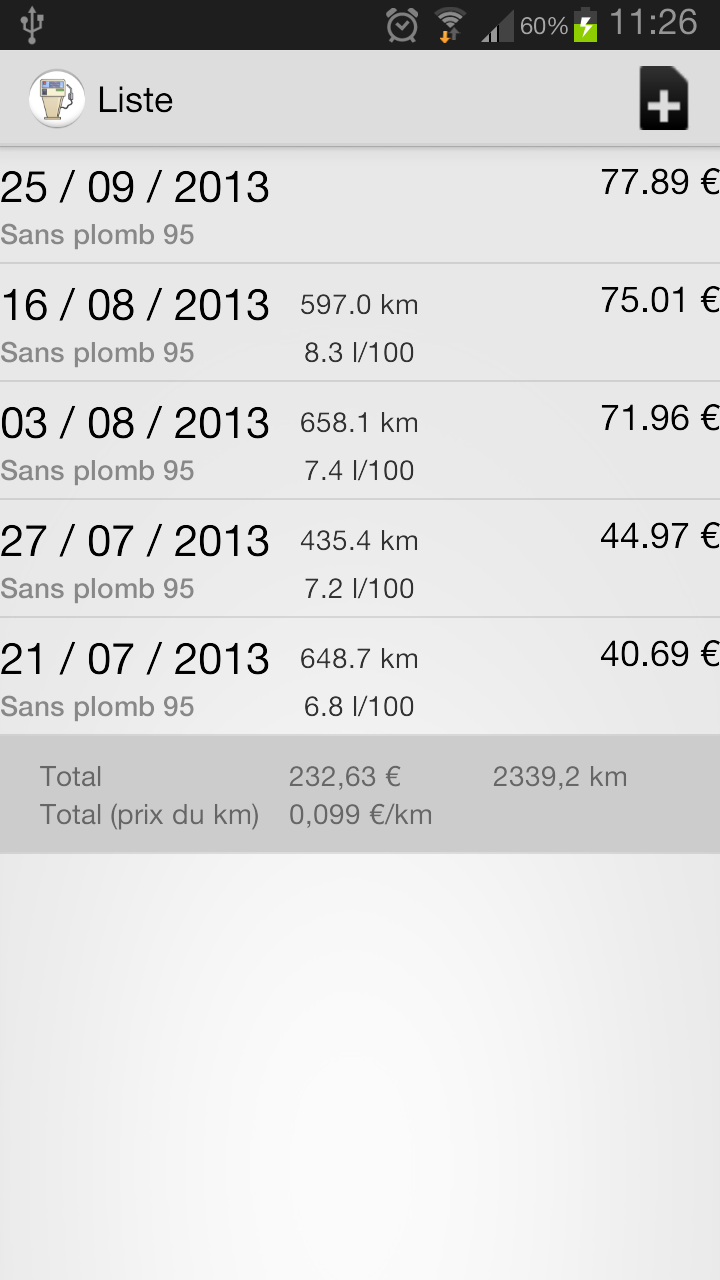 60% 11:26
Liste
25 / 09 / 2013 77.89 €
Sans plomb 95
16 / 08 / 2013 597.0 km 75.01 €
Sans plomb 95 8.3 l/100
03 / 08 / 2013 658.1 km 71.96 €
Sans plomb 95 7.4 l/100
27 / 07 / 2013 435.4 km 44.97 €
Sans plomb 95 7.2 l/100
21 / 07 / 2013 648.7 km 40.69 €
Sans plomb 95 6.8 l/100
Total 232,63 € 2339,2 km
Total (prix du km) 0,099 €/km